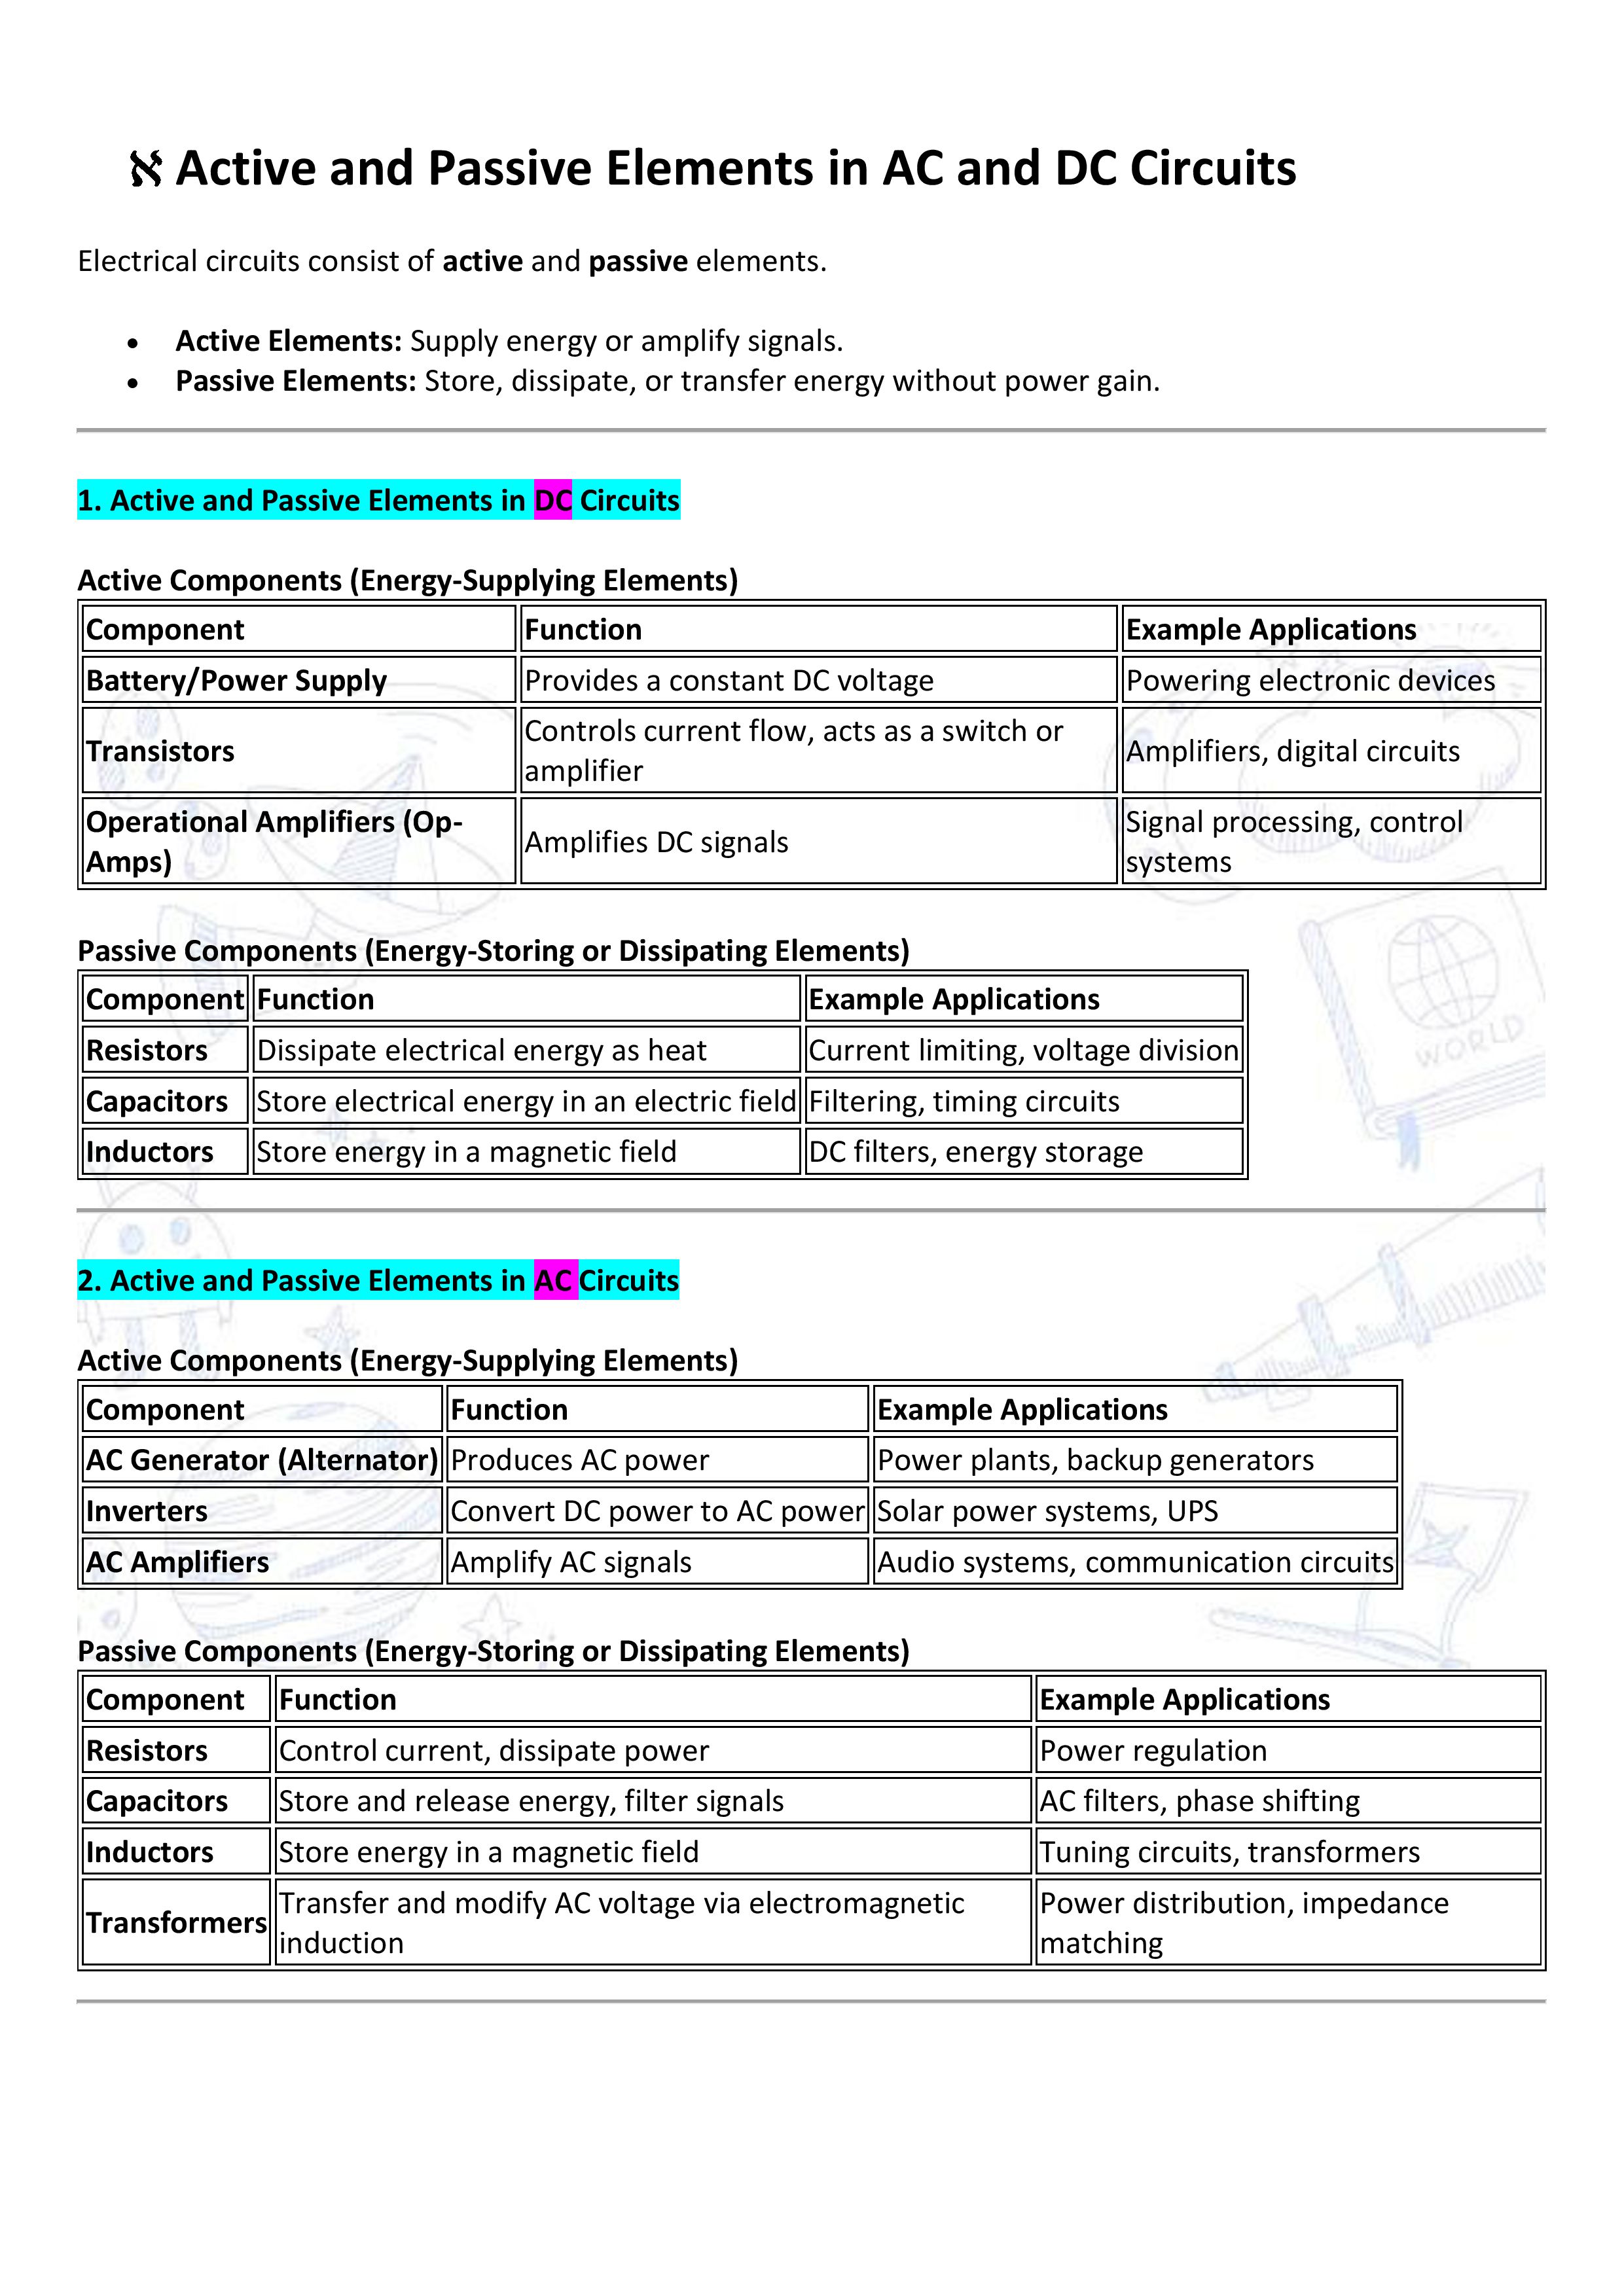 ℵ Active and Passive Elements in AC and DC Circuits
Electrical circuits consist of active and passive elements.
• Active Elements: Supply energy or amplify signals.
• Passive Elements: Store, dissipate, or transfer energy without power gain.
1. Active and Passive Elements in DC Circuits
Active Components (Energy-Supplying Elements)
Component Function Example Applications
Battery/Power Supply Provides a constant DC voltage Powering electronic devices
Transistors Controls current flow, acts as a switch or
amplifier Amplifiers, digital circuits
Operational Amplifiers (Op-
Amps) Amplifies DC signals Signal processing, control
systems
Passive Components (Energy-Storing or Dissipating Elements)
Component Function Example Applications
Resistors Dissipate electrical energy as heat Current limiting, voltage division
Capacitors Store electrical energy in an electric field Filtering, timing circuits
Inductors Store energy in a magnetic field DC filters, energy storage
WORLD
2. Active and Passive Elements in AC Circuits
Active Components (Energy-Supplying Elements)
Component Function Example Applications
AC Generator (Alternator) Produces AC power Power plants, backup generators
Inverters Convert DC power to AC power Solar power systems, UPS
AC Amplifiers Amplify AC signals Audio systems, communication circuits
Passive Components (Energy-Storing or Dissipating Elements)
Component Function Example Applications
Resistors Control current, dissipate power Power regulation
Capacitors Store and release energy, filter signals AC filters, phase shifting
Inductors Store energy in a magnetic field Tuning circuits, transformers
Transformers Transfer and modify AC voltage via electromagnetic
induction Power distribution, impedance
matching